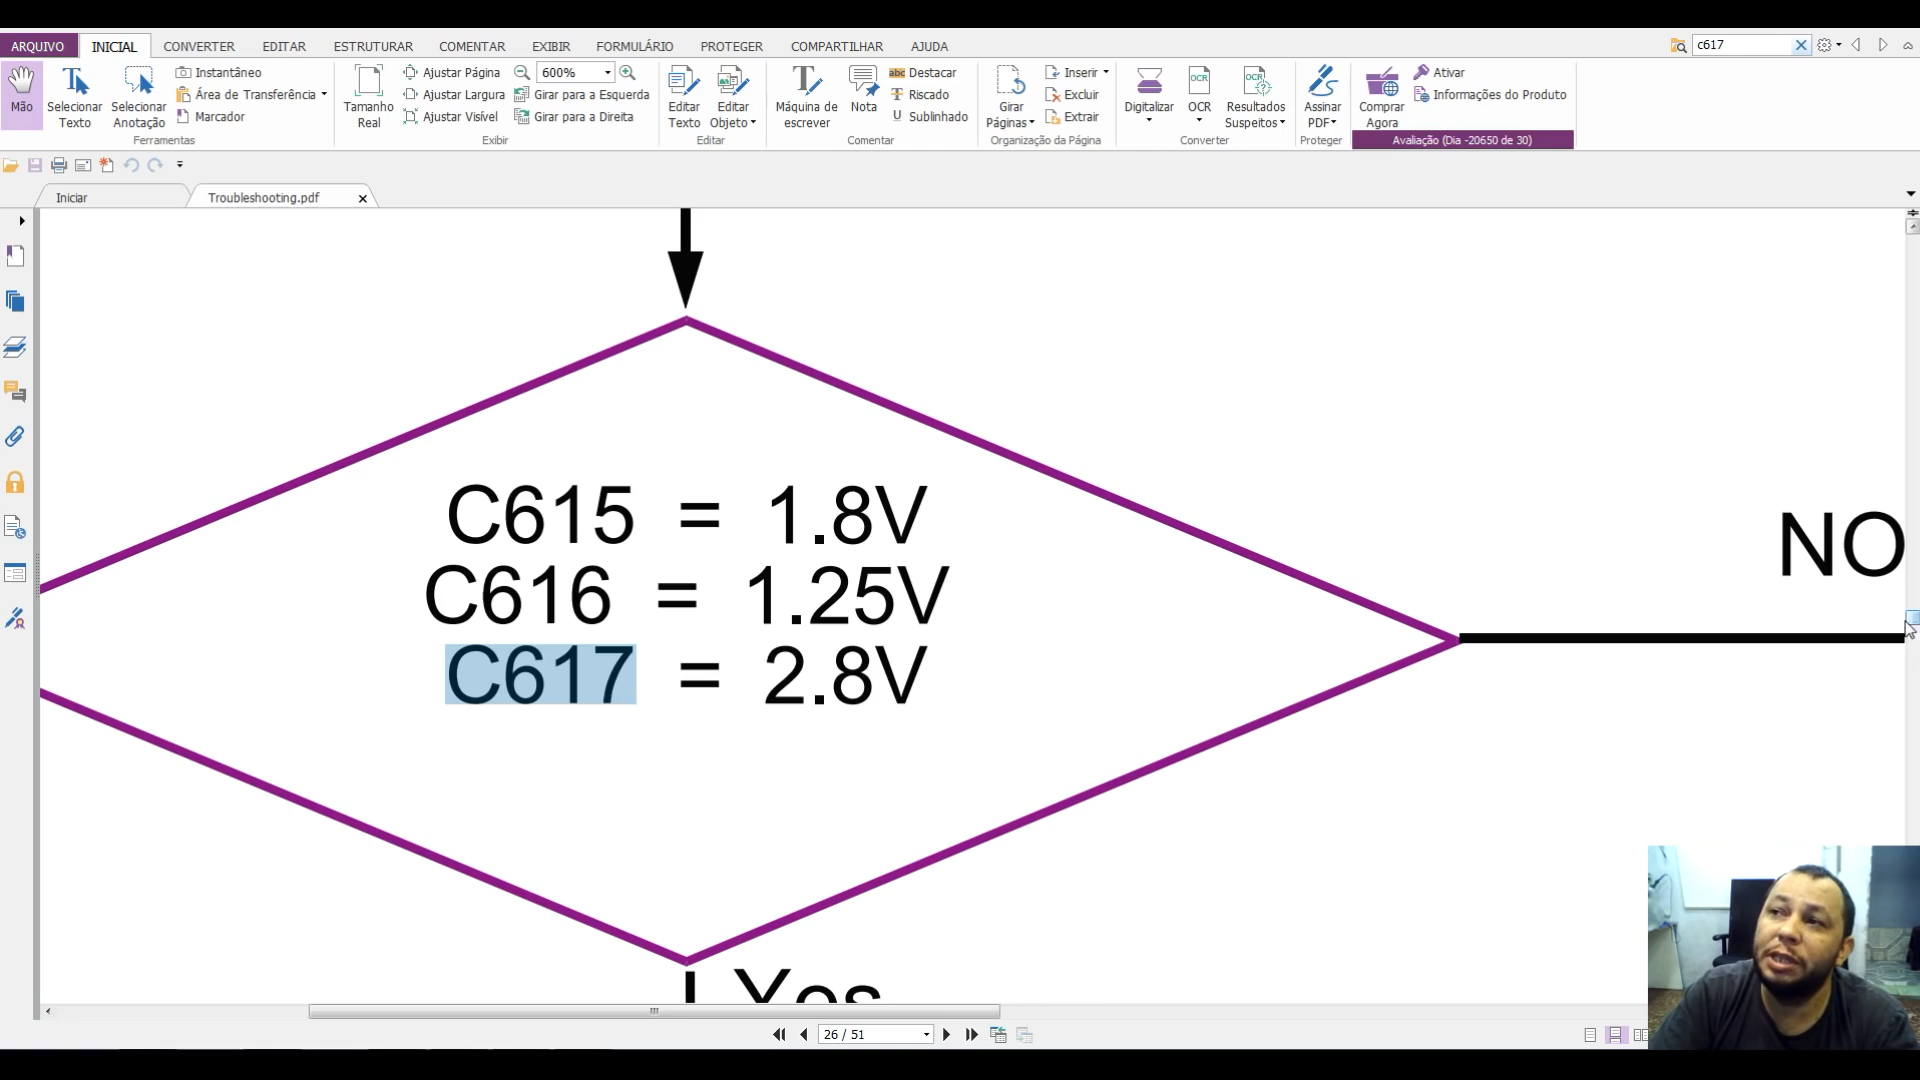 ARQUIVO INICIAL CONVERTER EDITAR ESTRUTURAR COMENTAR EXIBIR FORMULÁRIO PROTEGER COMPARTILHAR AJUDA c617
Mão
Selecionar Texto
Selecionar Anotação
Instantâneo
Área de Transferência
Marcador
Ferramentas
Tamanho Real
Ajustar Página
Ajustar Largura
Ajustar Visível
600%
Girar para a Esquerda
Girar para a Direita
Exibir
Editar Texto
Editar Objeto
Editar
Máquina de escrever
Nota
Destacar
Riscado
Sublinhado
Comentar
Girar Páginas
Inserir
Excluir
Extrair
Organização da Página
Digitalizar
OCR
Resultados Suspeitos
Converter
Assinar PDF
Proteger
Comprar Agora
Ativar
Informações do Produto
Avaliação (Dia -20650 de 30)
Iniciar
Troubleshooting.pdf
C615 = 1.8V
C616 = 1.25V
C617 = 2.8V
NO
Yes
26 / 51